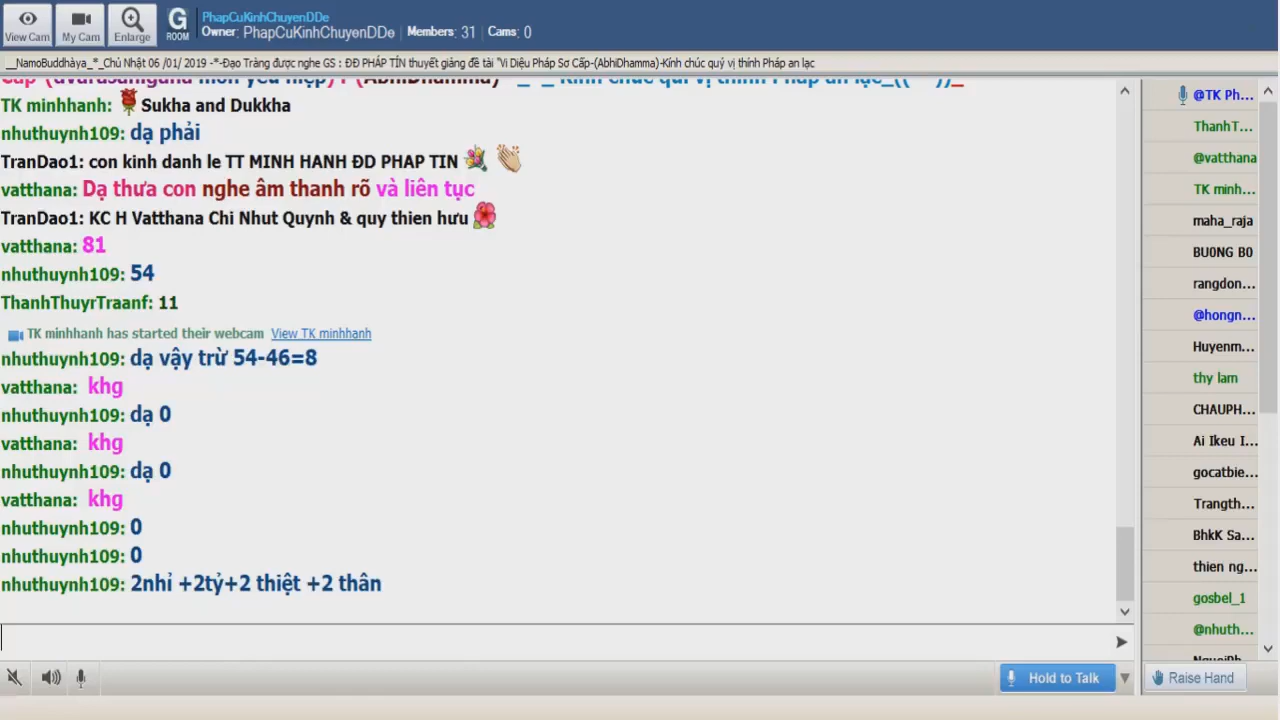 PhapCuKinhChuyenDDe
Owner: PhapCuKinhChuyenDDe Members: 31 Cams: 0
View Cam
My Cam
Enlarge
G
ROOM
__NamoBuddhàya_*_Chủ Nhật 06 /01/ 2019 -*-Đạo Tràng được nghe GS : ĐĐ PHÁP TÍN thuyết giảng đề tài "Vi Diệu Pháp Sơ Cấp-(AbhiDhamma)-Kính chúc quý vị thính Pháp an lạc
TK minhhanh: Sukha and Dukkha
nhuthuynh109: dạ phải
TranDao1: con kinh danh le TT MINH HANH ĐD PHAP TIN
vatthana: Dạ thưa con nghe âm thanh rõ và liên tục
TranDao1: KC H Vatthana Chi Nhut Quynh & quy thien hưu
vatthana: 81
nhuthuynh109: 54
ThanhThuyrTraanf: 11
TK minhhanh has started their webcam View TK minhhanh
nhuthuynh109: dạ vậy trừ 54-46=8
vatthana: khg
nhuthuynh109: dạ 0
vatthana: khg
nhuthuynh109: dạ 0
vatthana: khg
nhuthuynh109: 0
nhuthuynh109: 0
nhuthuynh109: 2nhỉ +2tỷ+2 thiệt +2 thân
@TK Ph...
ThanhT...
@vatthana
TK minh...
maha_raja
BU0NG B0
rangdon...
@hongn...
Huyenm...
thy lam
CHAUPH...
Ai Ikeu I...
gocatbie...
Trangth...
BhkK Sa...
thien ng...
gosbel_1
@nhuth...
Hold to Talk
Raise Hand